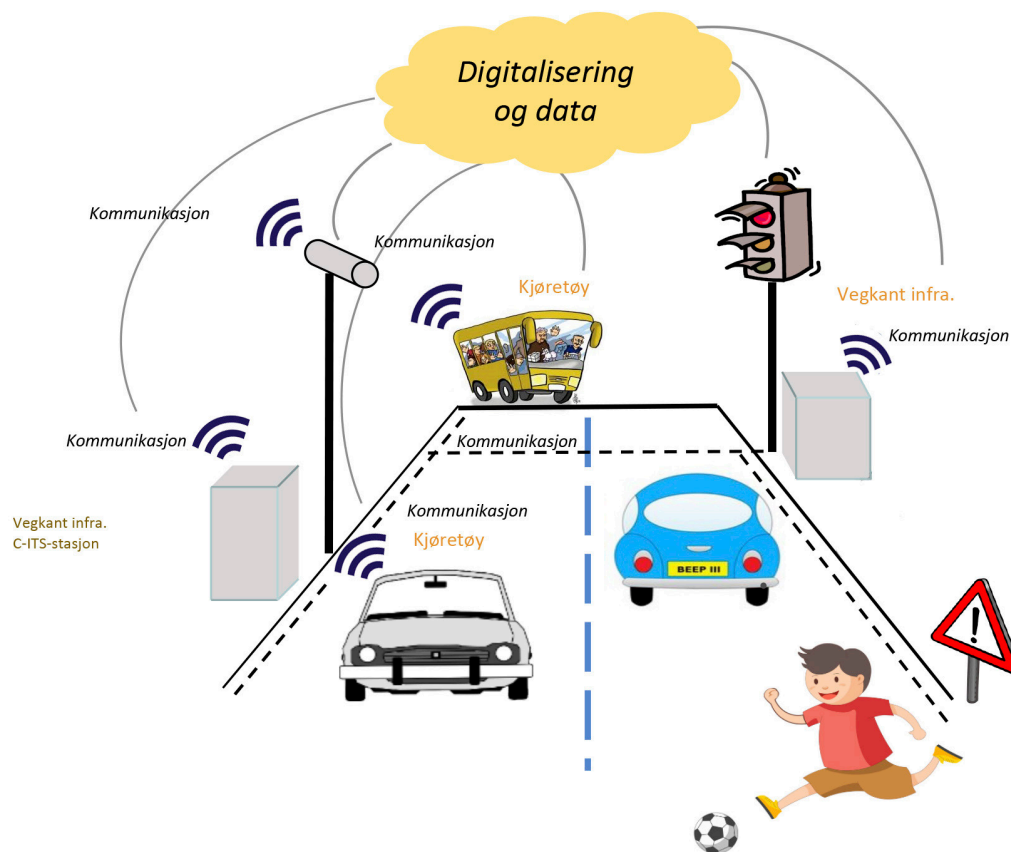 Digitalisering
og data
Kommunikasjon
Kommunikasjon
Kjøretøy
Vegkant infra.
Kommunikasjon
Kommunikasjon
Kommunikasjon
Vegkant infra.
C-ITS-stasjon
Kommunikasjon
Kjøretøy
BEEP III
!